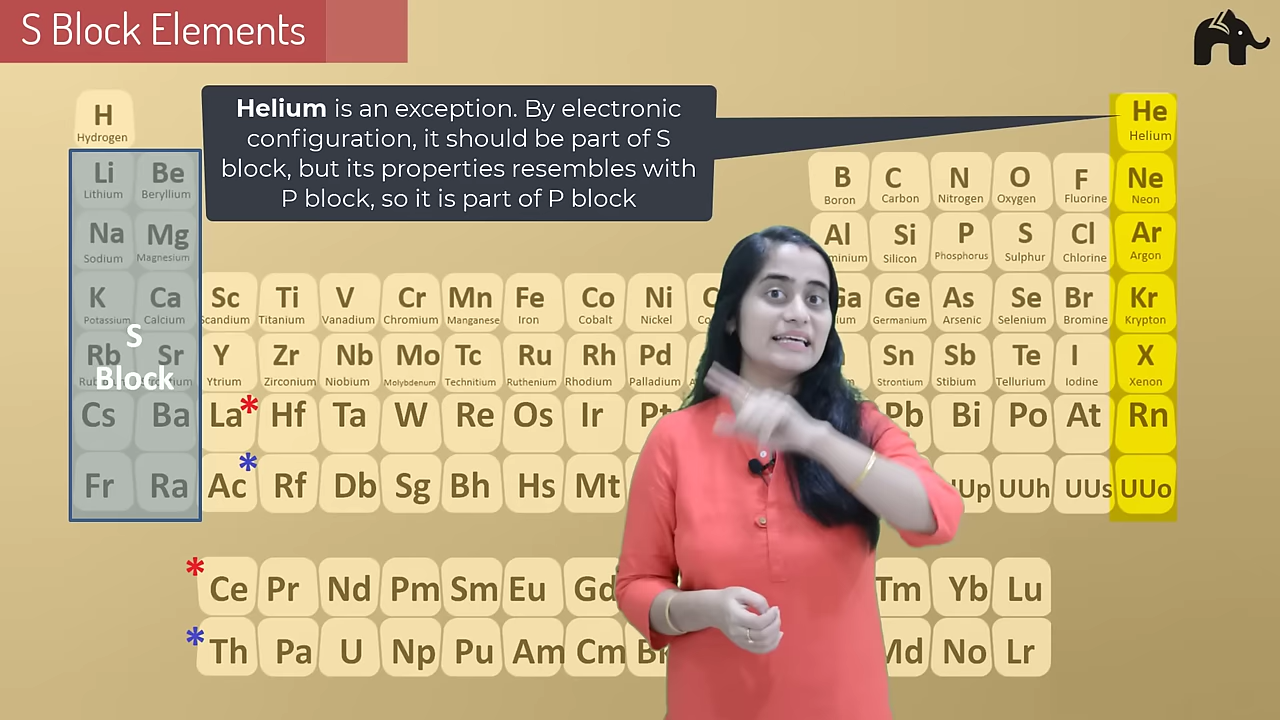 S Block Elements
Helium is an exception. By electronic
configuration, it should be part of S
block, but its properties resembles with
P block, so it is part of P block
H He
Hydrogen Helium
Li Be B C N O F Ne
Lithium Beryllium Boron Carbon Nitrogen Oxygen Fluorine Neon
Na Mg Al Si P S Cl Ar
Sodium Magnesium Silicon Phosphorus Sulphur Chlorine Argon
K Ca Sc Ti V Cr Mn Fe Co Ni Ge As Se Br Kr
Potassium Calcium Scandium Titanium Vanadium Chromium Manganese Iron Cobalt Nickel Germanium Arsenic Selenium Bromine Krypton
S
Block
Rb Sr Y Zr Nb Mo Tc Ru Rh Pd Sn Sb Te I X
Ytrium Zirconium Niobium Molybdenum Technitium Ruthenium Rhodium Palladium Strontium Stibium Tellurium Iodine Xenon
Cs Ba La* Hf Ta W Re Os Ir Pt Pb Bi Po At Rn
Fr Ra Ac* Rf Db Sg Bh Hs Mt UUh UUs UUo
* Ce Pr Nd Pm Sm Eu Gd Tm Yb Lu
* Th Pa U Np Pu Am Cm Md No Lr